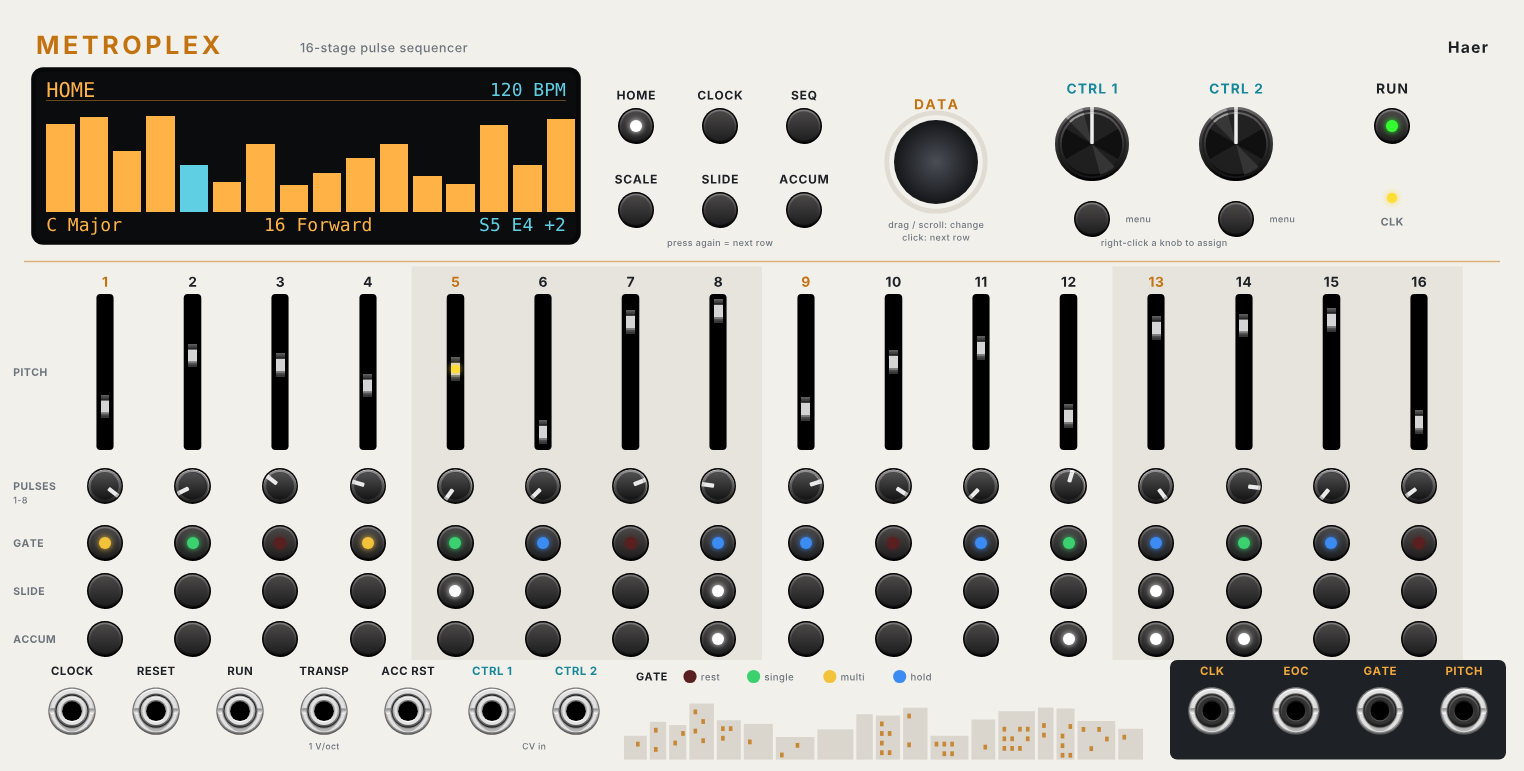 METROPLEX
16-stage pulse sequencer
Haer
HOME
120 BPM
C Major
16 Forward
S5 E4 +2
HOME
CLOCK
SEQ
SCALE
SLIDE
ACCUM
press again = next row
DATA
drag / scroll: change
click: next row
CTRL 1
CTRL 2
menu
menu
right-click a knob to assign
RUN
CLK
1 2 3 4 5 6 7 8 9 10 11 12 13 14 15 16
PITCH
PULSES
1-8
GATE
SLIDE
ACCUM
CLOCK
RESET
RUN
TRANSP
ACC RST
CTRL 1
CTRL 2
1 V/oct
CV in
GATE
rest
single
multi
hold
CLK
EOC
GATE
PITCH